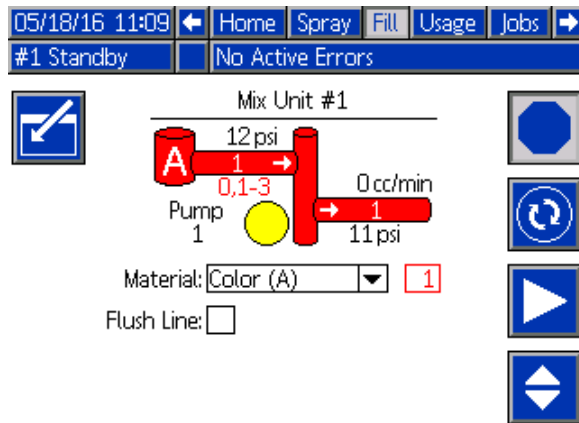 05/18/16 11:09 Home Spray Fill Usage Jobs
#1 Standby No Active Errors
Mix Unit #1
12 psi
A 1
0,1-3
0 cc/min
Pump
1
1
11 psi
Material: Color (A) 1
Flush Line: